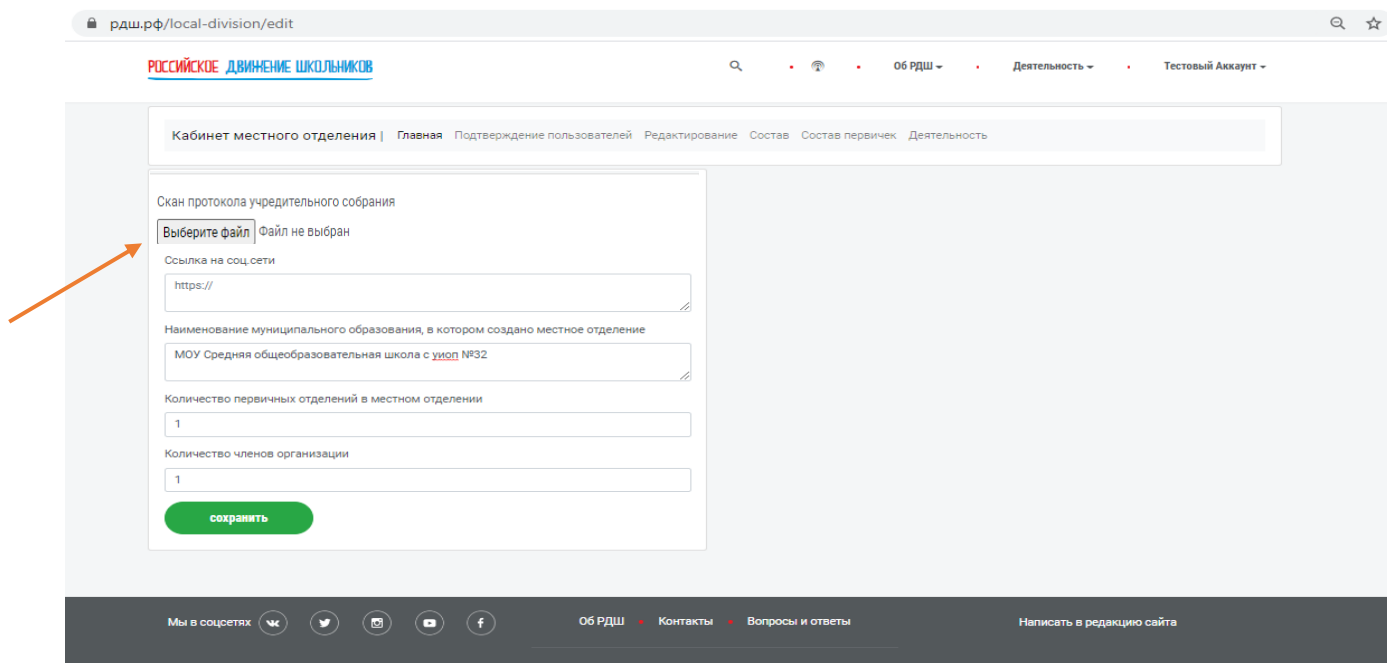 рдш.рф/local-division/edit
РОССИЙСКОЕ ДВИЖЕНИЕ ШКОЛЬНИКОВ
Об РДШ
Деятельность
Тестовый Аккаунт
Кабинет местного отделения | Главная Подтверждение пользователей Редактирование Состав Состав первичек Деятельность
Скан протокола учредительного собрания
Выберите файл Файл не выбран
Ссылка на соц.сети
https://
Наименование муниципального образования, в котором создано местное отделение
МОУ Средняя общеобразовательная школа с уиоп №32
Количество первичных отделений в местном отделении
1
Количество членов организации
1
сохранить
Мы в соцсетях
Об РДШ
Контакты
Вопросы и ответы
Написать в редакцию сайта